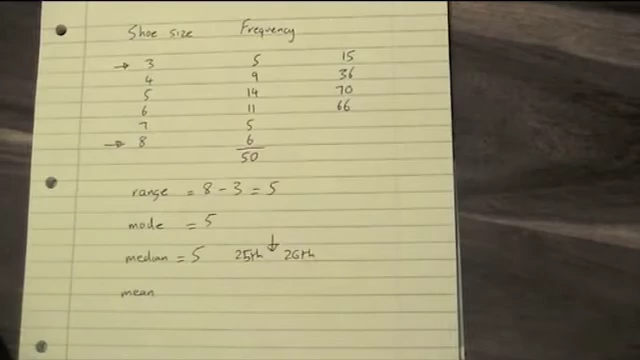 Shoe size Frequency
→ 3 5 15
4 9 36
5 14 70
6 11 66
7 5
→ 8 6
50
range = 8 - 3 = 5
mode = 5
median = 5 25th ↓ 26th
mean